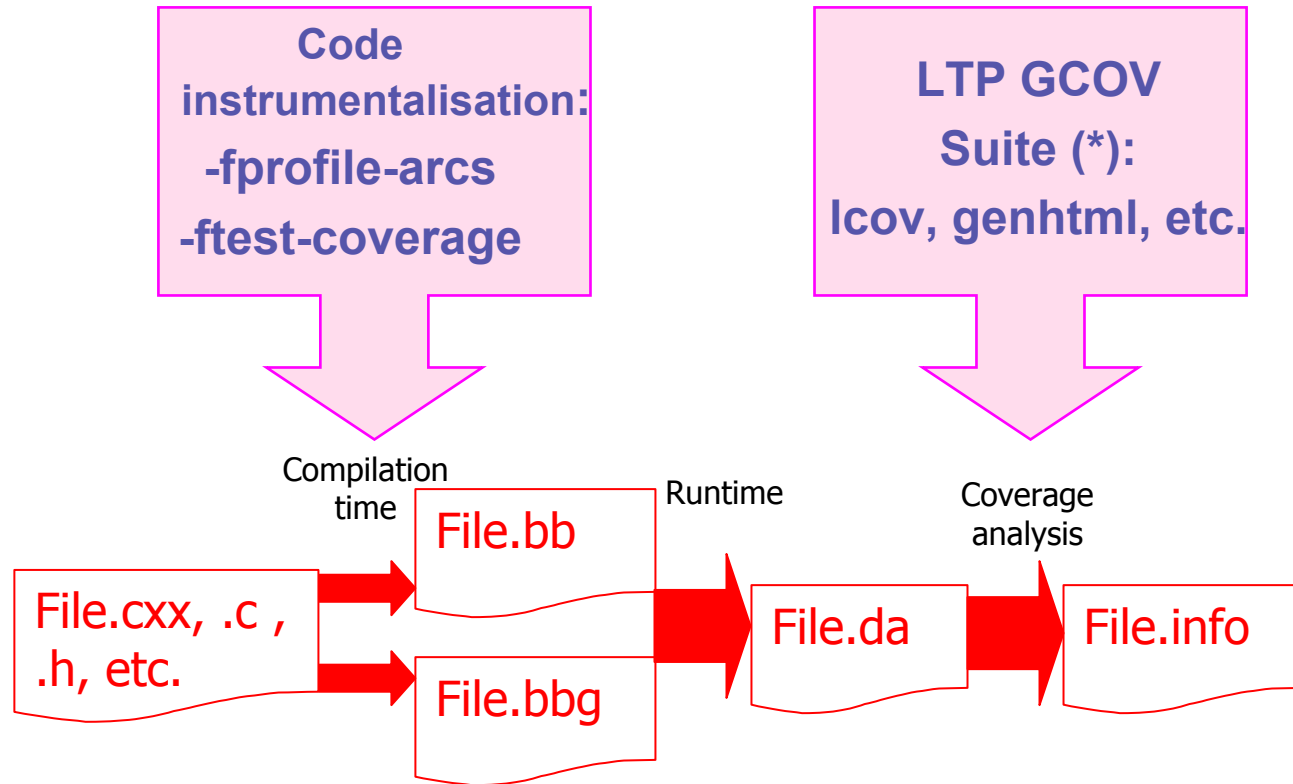 Code
instrumentalisation:
-fprofile-arcs
-ftest-coverage
LTP GCOV
Suite (*):
lcov, genhtml, etc.
Compilation
time
Runtime
Coverage
analysis
File.cxx, .c ,
.h, etc.
File.bb
File.bbg
File.da
File.info